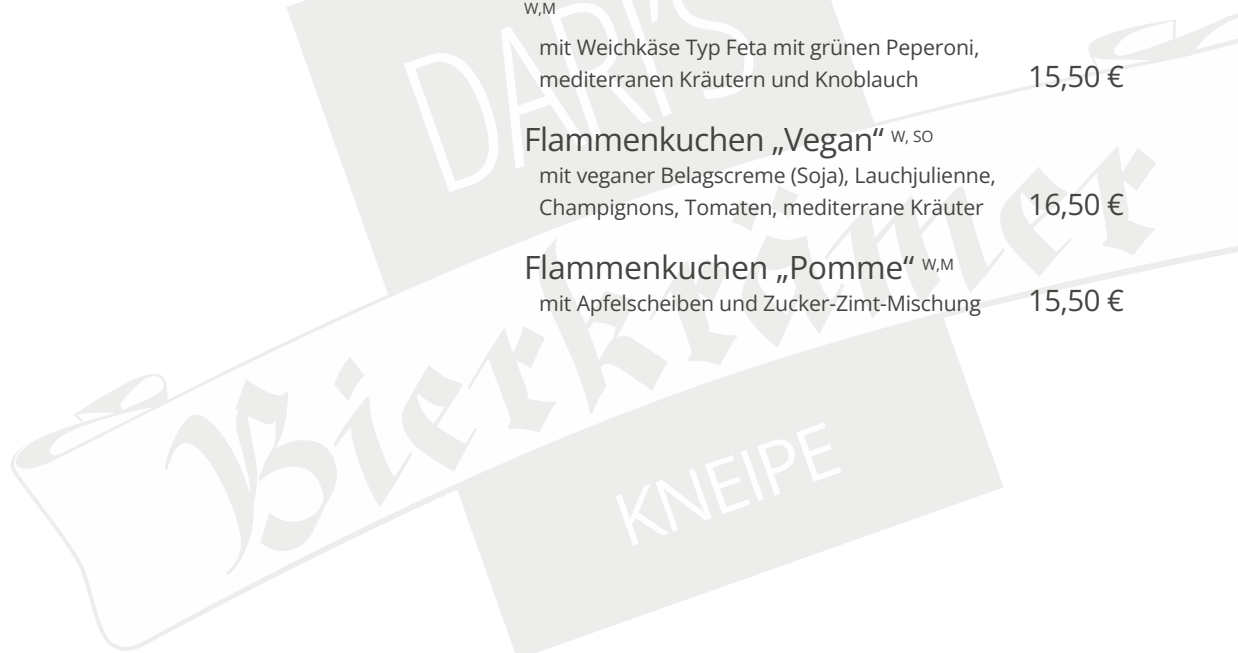 W,M
mit Weichkäse Typ Feta mit grünen Peperoni,
mediterranen Kräutern und Knoblauch 15,50 €
Flammenkuchen „Vegan“ W, SO
mit veganer Belagscreme (Soja), Lauchjulienne,
Champignons, Tomaten, mediterrane Kräuter 16,50 €
Flammenkuchen „Pomme“ W,M
mit Apfelscheiben und Zucker-Zimt-Mischung 15,50 €
DARI'S
Bierkrämer
KNEIPE